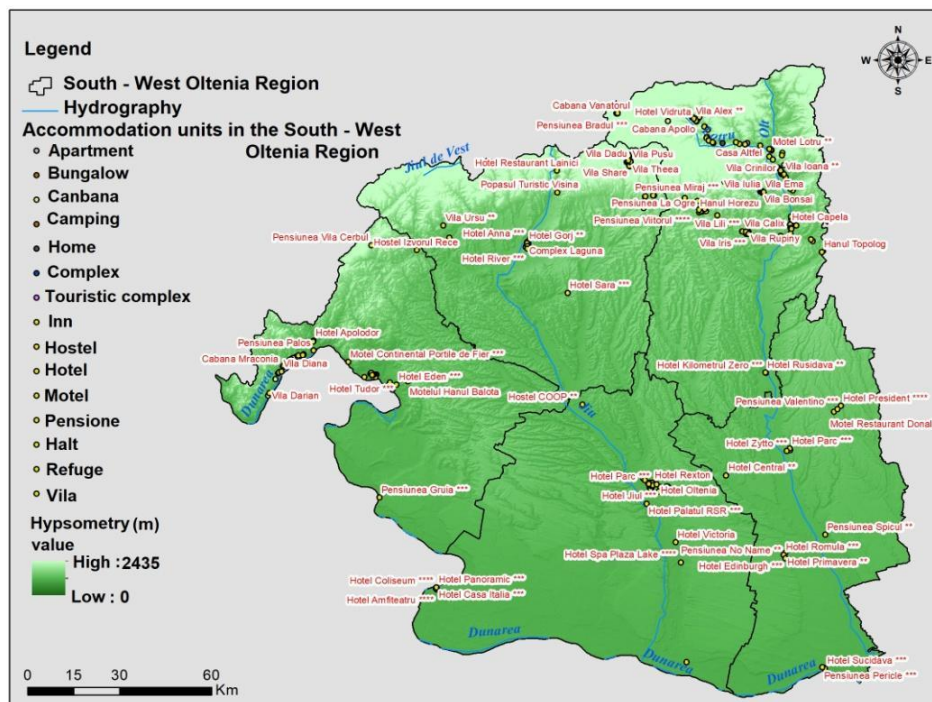 Legend
South - West Oltenia Region
Hydrography
Accommodation units in the South - West
Oltenia Region
Apartment
Bungalow
Canbana
Camping
Home
Complex
Touristic complex
Inn
Hostel
Hotel
Motel
Pensione
Halt
Refuge
Vila
Hypsometry (m)
value
High : 2435
Low : 0
0 15 30 60
Km
N
W E
S
Cabana Vanatorul
Hotel Vidruta
Vila Alex **
Pensiunea Bradul ***
Cabana Apollo
Olt
Motel Lotru **
Casa Altfel
Vila Dadu
Vila Pusu
Vila Crinilor
Vila Ioana **
Jiul de Vest
Hotel Restaurant Lainici
Vila Share
Vila Theea
Popasul Turistic Visina
Pensiunea Miraj ***
Vila Iulia
Vila Ema
Pensiunea La Ogre
Hanul Horezu
Vila Bonsai
Vila Ursu **
Pensiunea Viitorul ****
Vila Lili ***
Vila Calix
Hotel Capela
Pensiunea Vila Cerbul
Hotel Anna ***
Hotel Gorj **
Vila Iris ***
Vila Rupiny
Hostel Izvorul Rece
Complex Laguna
Hanul Topolog
Hotel River ***
Hotel Sara ***
Hotel Apolodor
Pensiunea Palos
Cabana Mraconia
Vila Diana
Motel Continental Portile de Fier ***
Hotel Kilometrul Zero ***
Hotel Rusidava **
Dunarea
Hotel Eden ***
Vila Darian
Hotel Tudor ***
Motelul Hanul Balota
Hostel COOP **
Jiu
Pensiunea Valentino ***
Hotel President ****
Motel Restaurant Donal
Hotel Zytto ***
Hotel Parc ***
Hotel Parc ***
Hotel Rexton
Hotel Central **
Pensiunea Gruia ***
Hotel Jiul ***
Hotel Oltenia
Hotel Palatul RSR ***
Pensiunea Spicul **
Hotel Victoria
Hotel Spa Plaza Lake ****
Pensiunea No Name **
Hotel Romula ***
Hotel Edinburgh ***
Hotel Primavera **
Hotel Coliseum ****
Hotel Panoramic ***
Hotel Amfiteatru ****
Hotel Casa Italia ***
Dunarea
Dunarea
Dunarea
Hotel Sucidava ***
Pensiunea Pericle ***